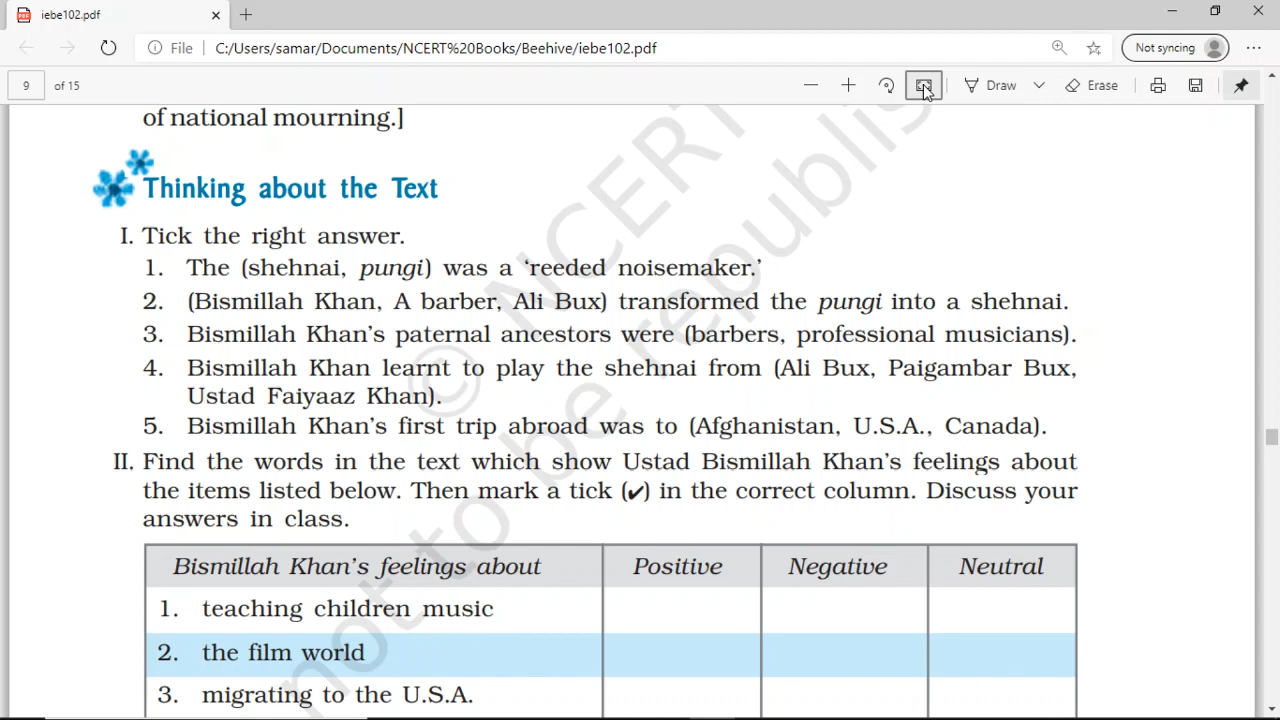 iebe102.pdf
File C:/Users/samar/Documents/NCERT%20Books/Beehive/iebe102.pdf Not syncing
9 of 15 Draw Erase
of national mourning.]
Thinking about the Text
I. Tick the right answer.
1. The (shehnai, pungi) was a ‘reeded noisemaker.’
2. (Bismillah Khan, A barber, Ali Bux) transformed the pungi into a shehnai.
3. Bismillah Khan’s paternal ancestors were (barbers, professional musicians).
4. Bismillah Khan learnt to play the shehnai from (Ali Bux, Paigambar Bux,
Ustad Faiyaaz Khan).
5. Bismillah Khan’s first trip abroad was to (Afghanistan, U.S.A., Canada).
II. Find the words in the text which show Ustad Bismillah Khan’s feelings about
the items listed below. Then mark a tick (✔) in the correct column. Discuss your
answers in class.
Bismillah Khan’s feelings about Positive Negative Neutral
1. teaching children music
2. the film world
3. migrating to the U.S.A.
© NCERT
not to be republis